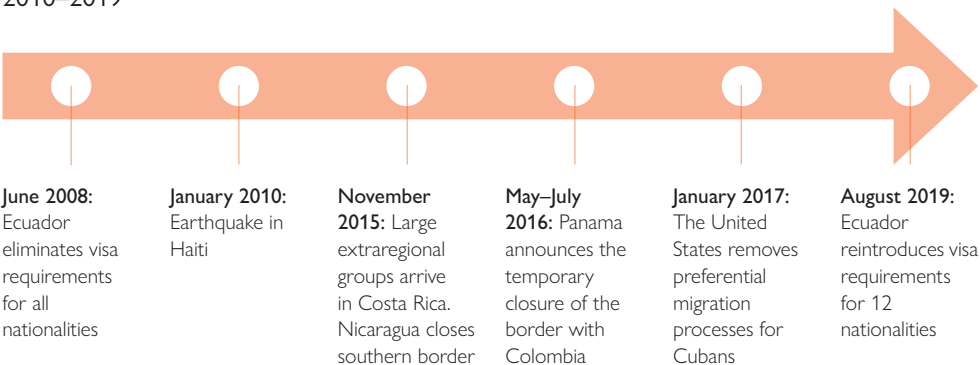 2010–2019
June 2008:
Ecuador
eliminates visa
requirements
for all
nationalities
January 2010:
Earthquake in
Haiti
November
2015: Large
extraregional
groups arrive
in Costa Rica.
Nicaragua closes
southern border
May–July
2016: Panama
announces the
temporary
closure of the
border with
Colombia
January 2017:
The United
States removes
preferential
migration
processes for
Cubans
August 2019:
Ecuador
reintroduces visa
requirements
for 12
nationalities